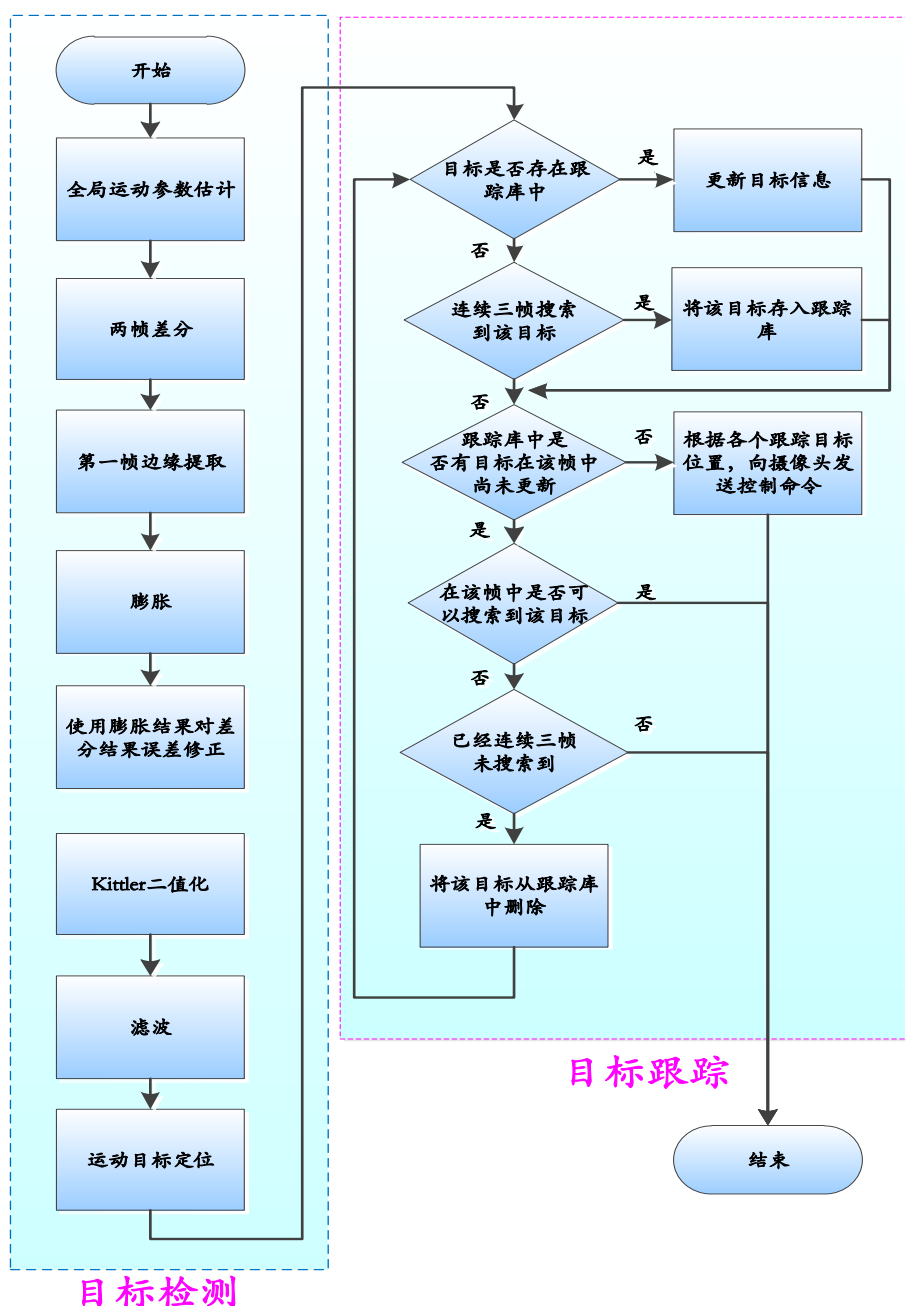 开始
全局运动参数估计
两帧差分
第一帧边缘提取
膨胀
使用膨胀结果对差
分结果误差修正
Kittler二值化
滤波
运动目标定位
目标检测
目标是否存在跟
踪库中
是
更新目标信息
否
连续三帧搜索
到该目标
是
将该目标存入跟踪
库
否
跟踪库中是
否有目标在该帧中
尚未更新
否
根据各个跟踪目标
位置，向摄像头发
送控制命令
是
在该帧中是否可
以搜索到该目标
是
否
已经连续三帧
未搜索到
否
是
将该目标从跟踪库
中删除
目标跟踪
结束